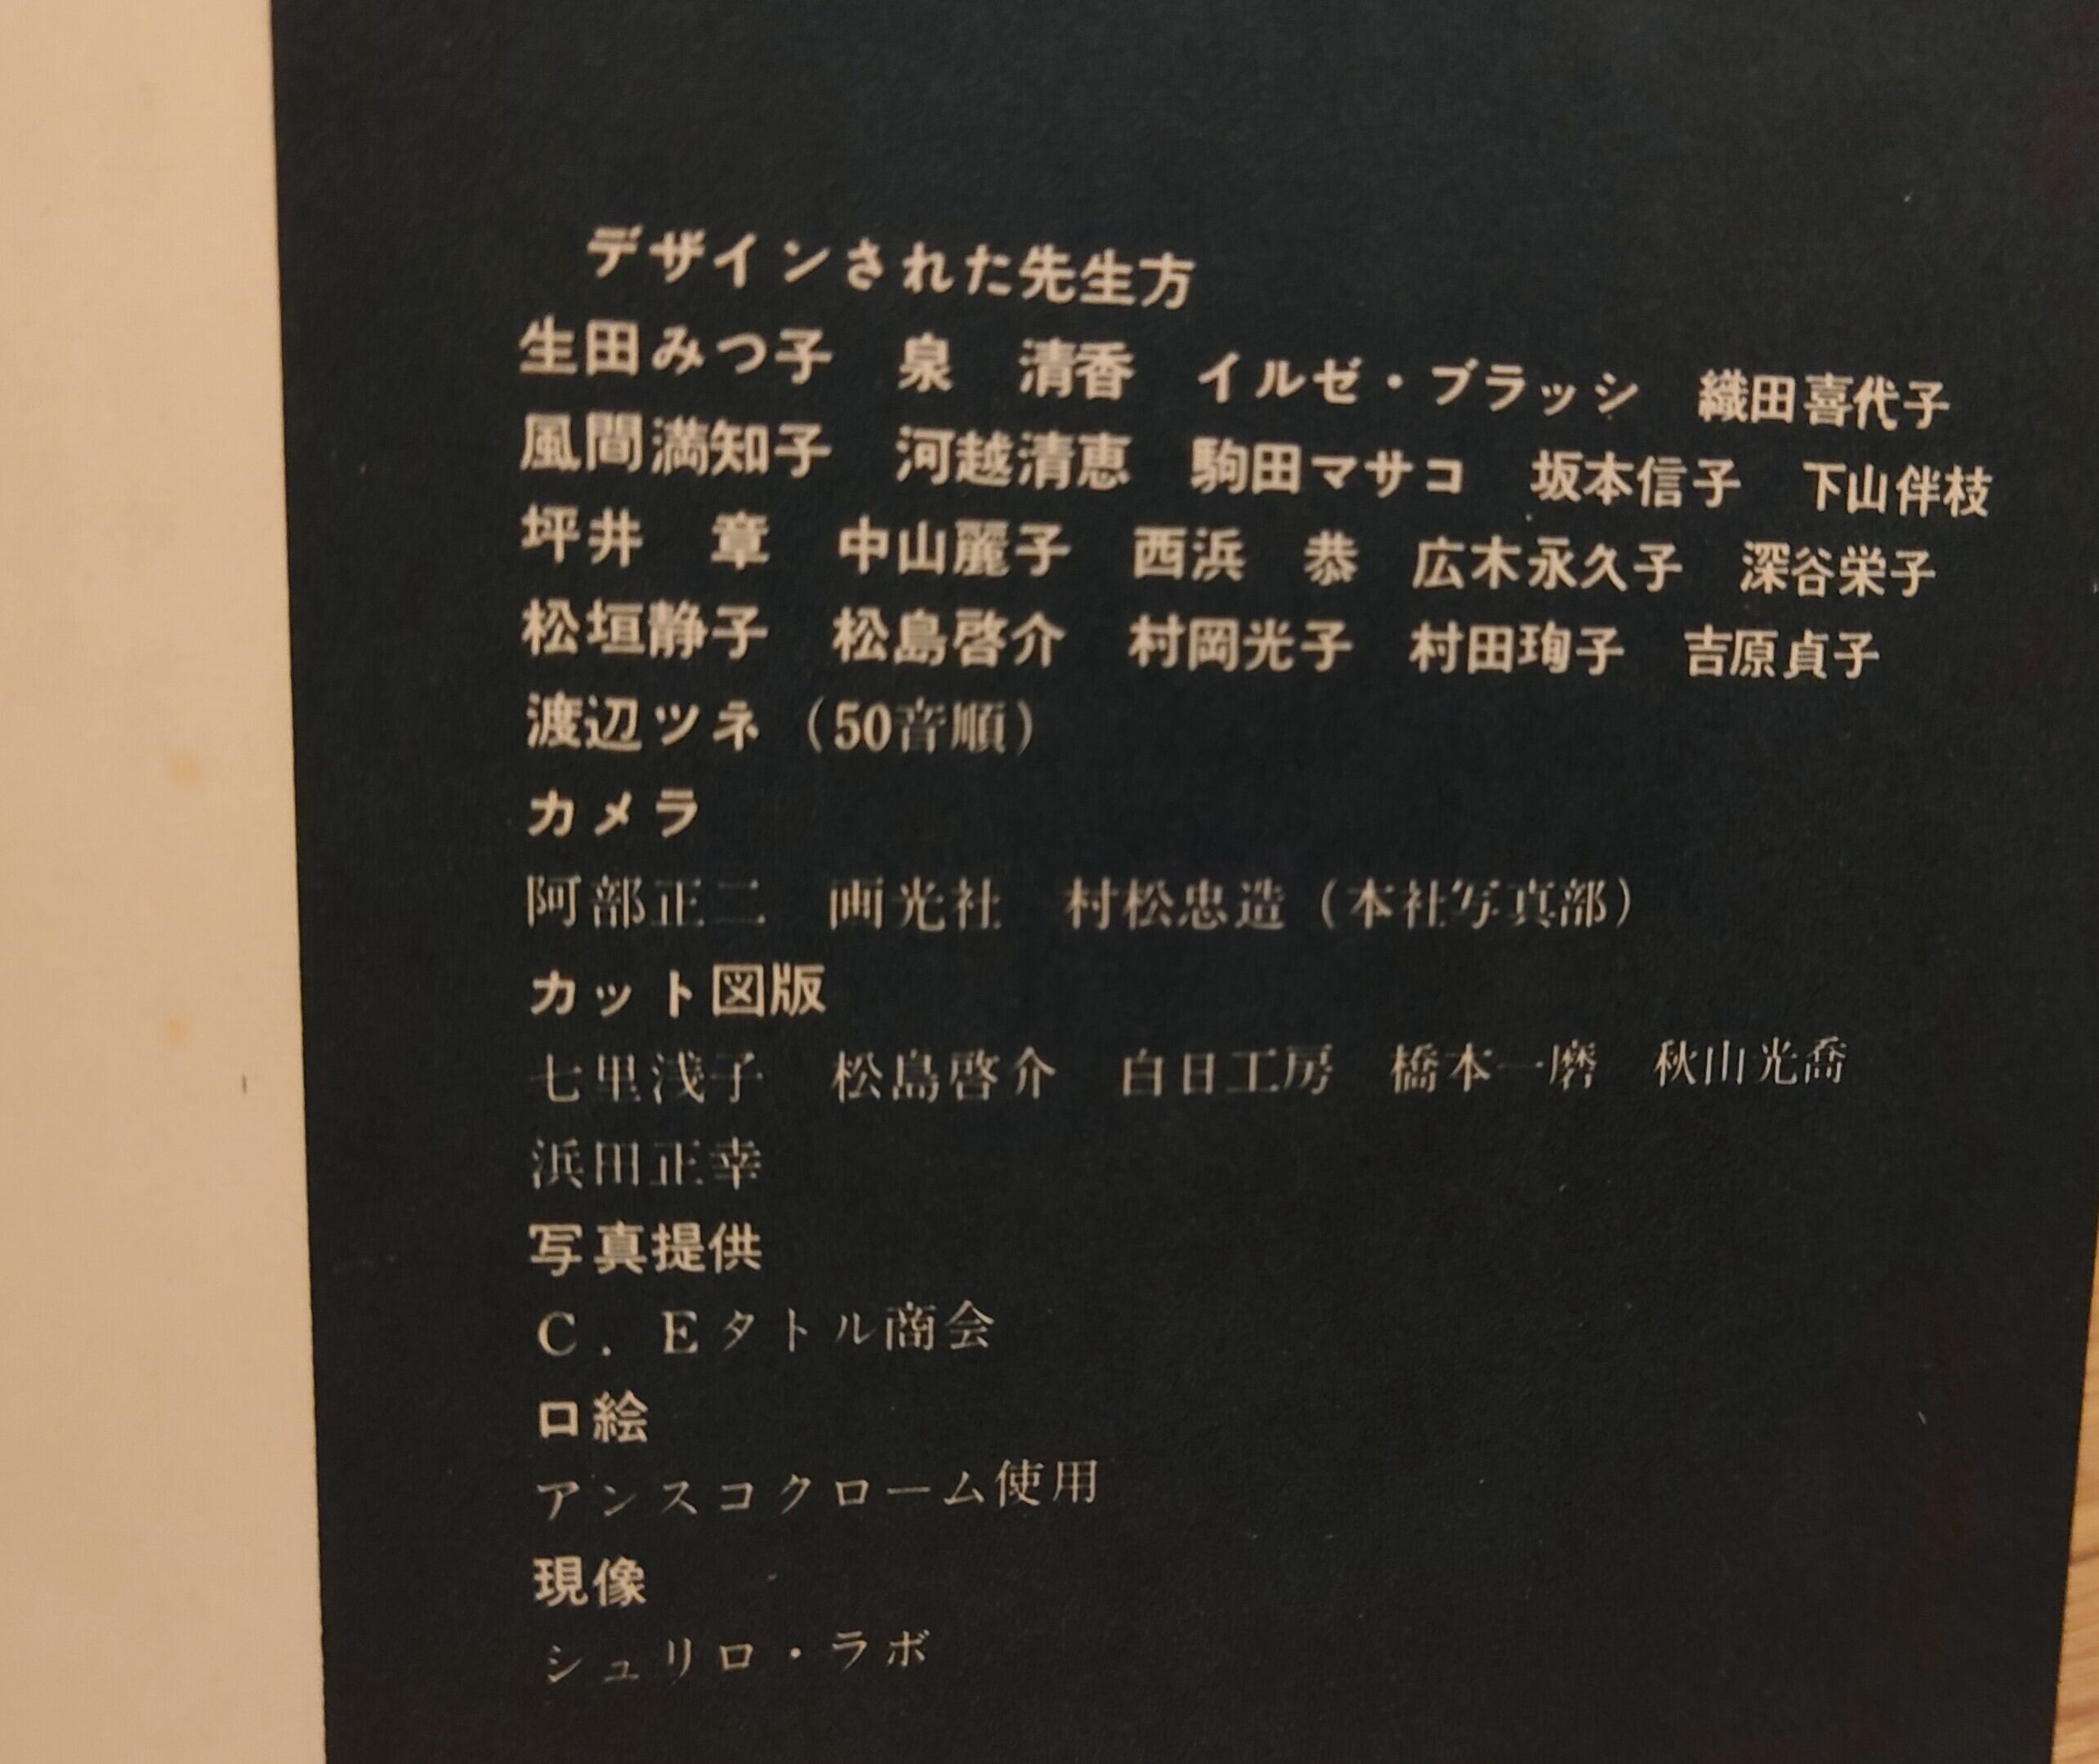 デザインされた先生方
生田みつ子　泉　清香　イルゼ・ブラッシ　織田喜代子
風間満知子　河越清恵　駒田マサコ　坂本信子　下山伴枝
坪井　章　中山麗子　西浜　恭　広木永久子　深谷栄子
松垣静子　松島啓介　村岡光子　村田珣子　吉原貞子
渡辺ツネ（50音順）
カメラ
阿部正二　画光社　村松忠造（本社写真部）
カット図版
七里浅子　松島啓介　白日工房　橋本一磨　秋山光喬
浜田正幸
写真提供
C．Eタトル商会
口絵
アンスコクローム使用
現像
シュリロ・ラボ